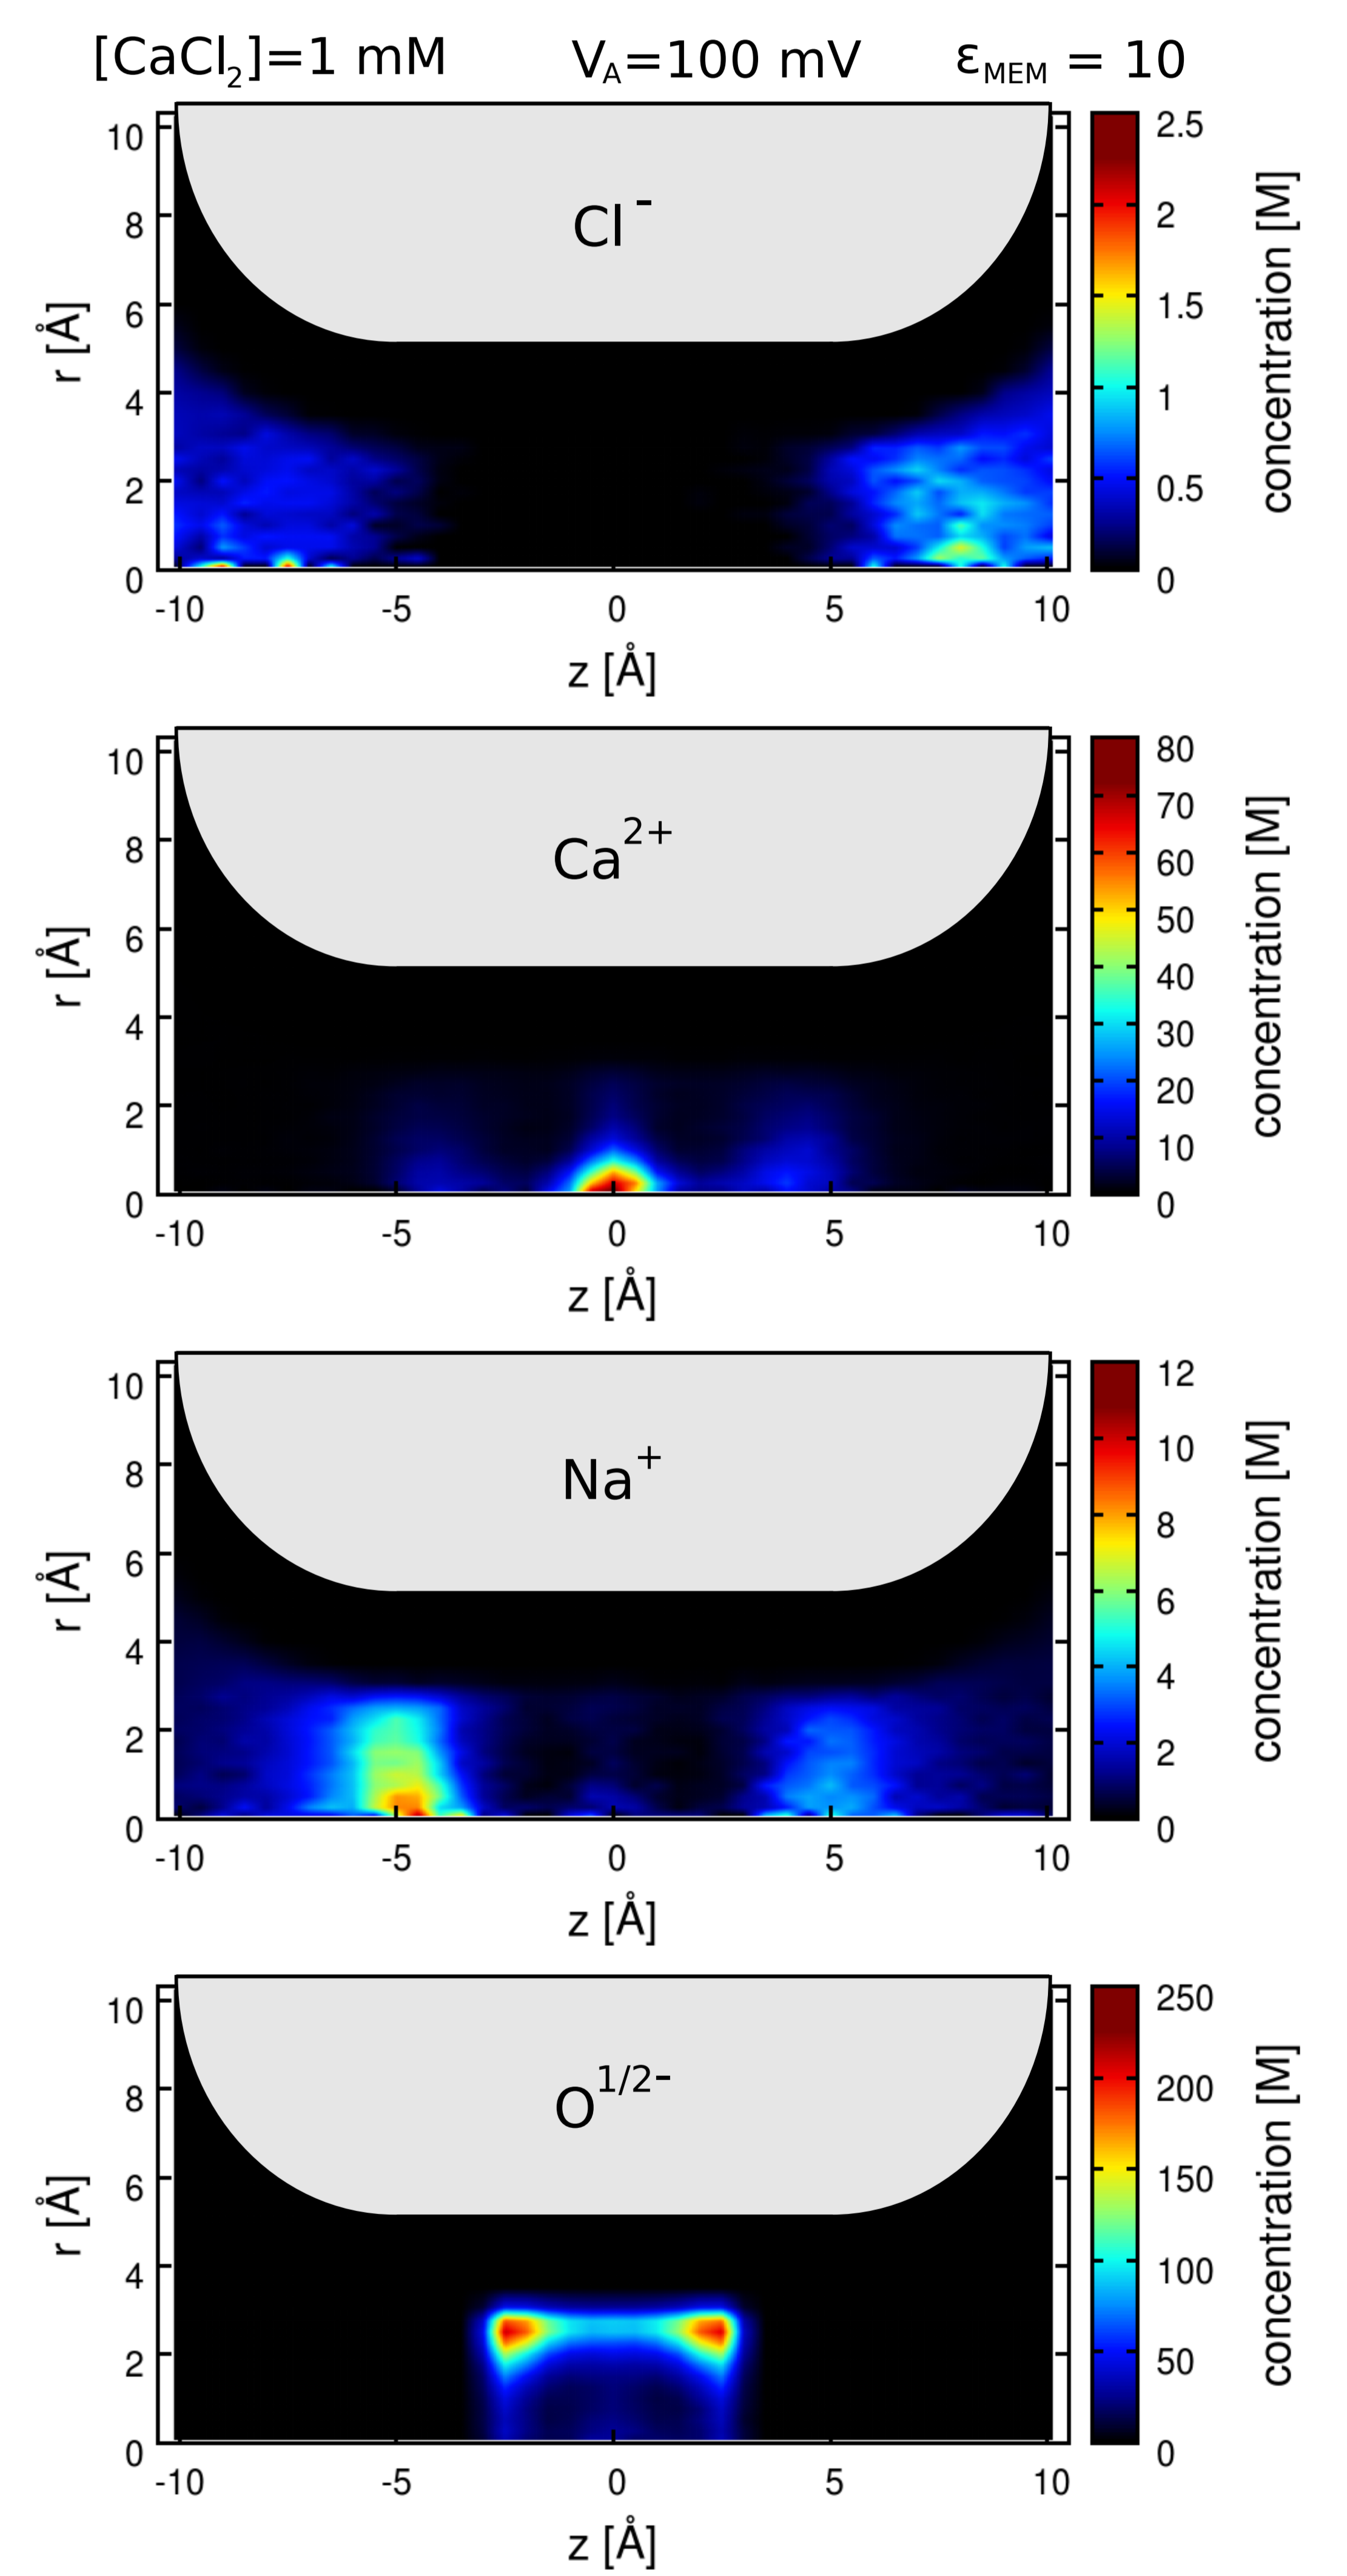 [CaCl₂]=1 mM V_A=100 mV ε_MEM = 10
10
8
6
4
2
0
r [Å]
Cl⁻
-10 -5 0 5 10
z [Å]
2.5
2
1.5
1
0.5
0
concentration [M]
10
8
6
4
2
0
r [Å]
Ca²⁺
-10 -5 0 5 10
z [Å]
80
70
60
50
40
30
20
10
0
concentration [M]
10
8
6
4
2
0
r [Å]
Na⁺
-10 -5 0 5 10
z [Å]
12
10
8
6
4
2
0
concentration [M]
10
8
6
4
2
0
r [Å]
O¹/²⁻
-10 -5 0 5 10
z [Å]
250
200
150
100
50
0
concentration [M]